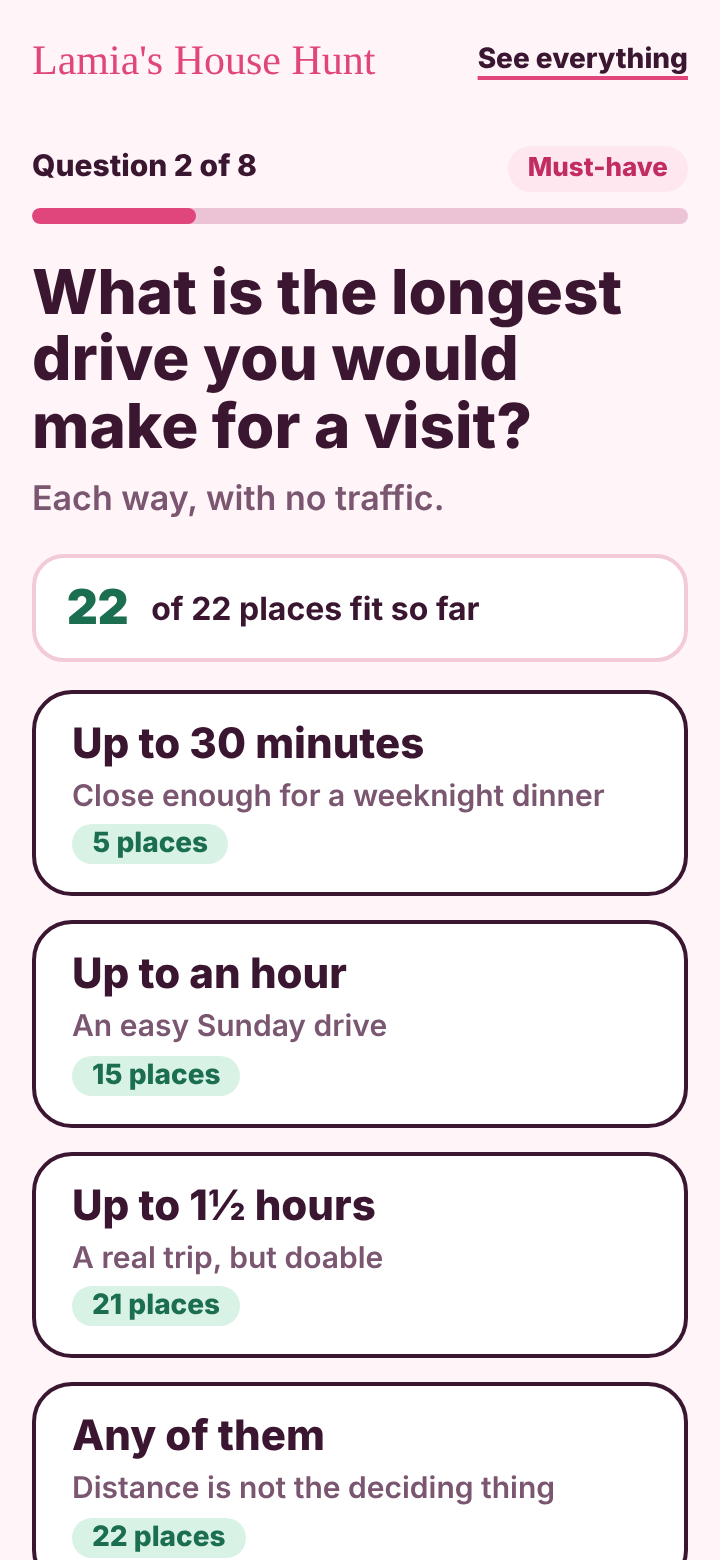 Lamia's House Hunt
See everything
Question 2 of 8
Must-have
What is the longest
drive you would
make for a visit?
Each way, with no traffic.
22 of 22 places fit so far
Up to 30 minutes
Close enough for a weeknight dinner
5 places
Up to an hour
An easy Sunday drive
15 places
Up to 1½ hours
A real trip, but doable
21 places
Any of them
Distance is not the deciding thing
22 places